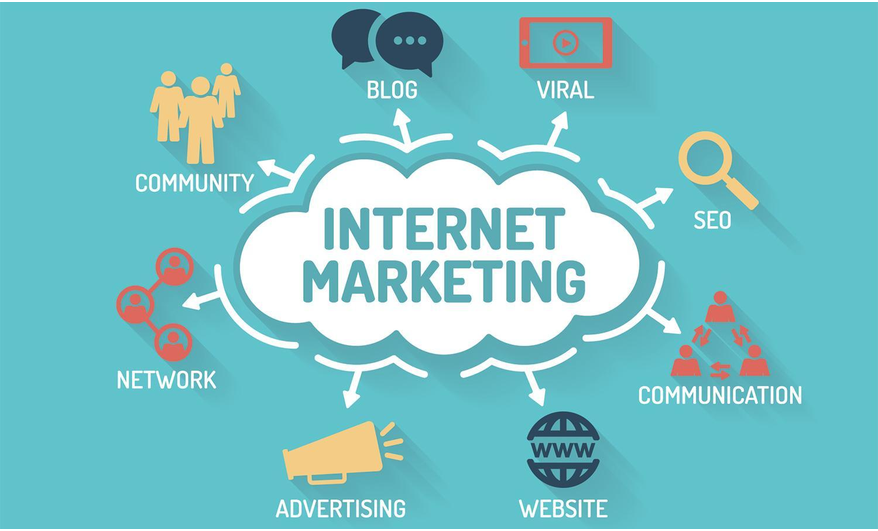 BLOG
VIRAL
COMMUNITY
SEO
INTERNET
MARKETING
NETWORK
COMMUNICATION
WWW
ADVERTISING
WEBSITE